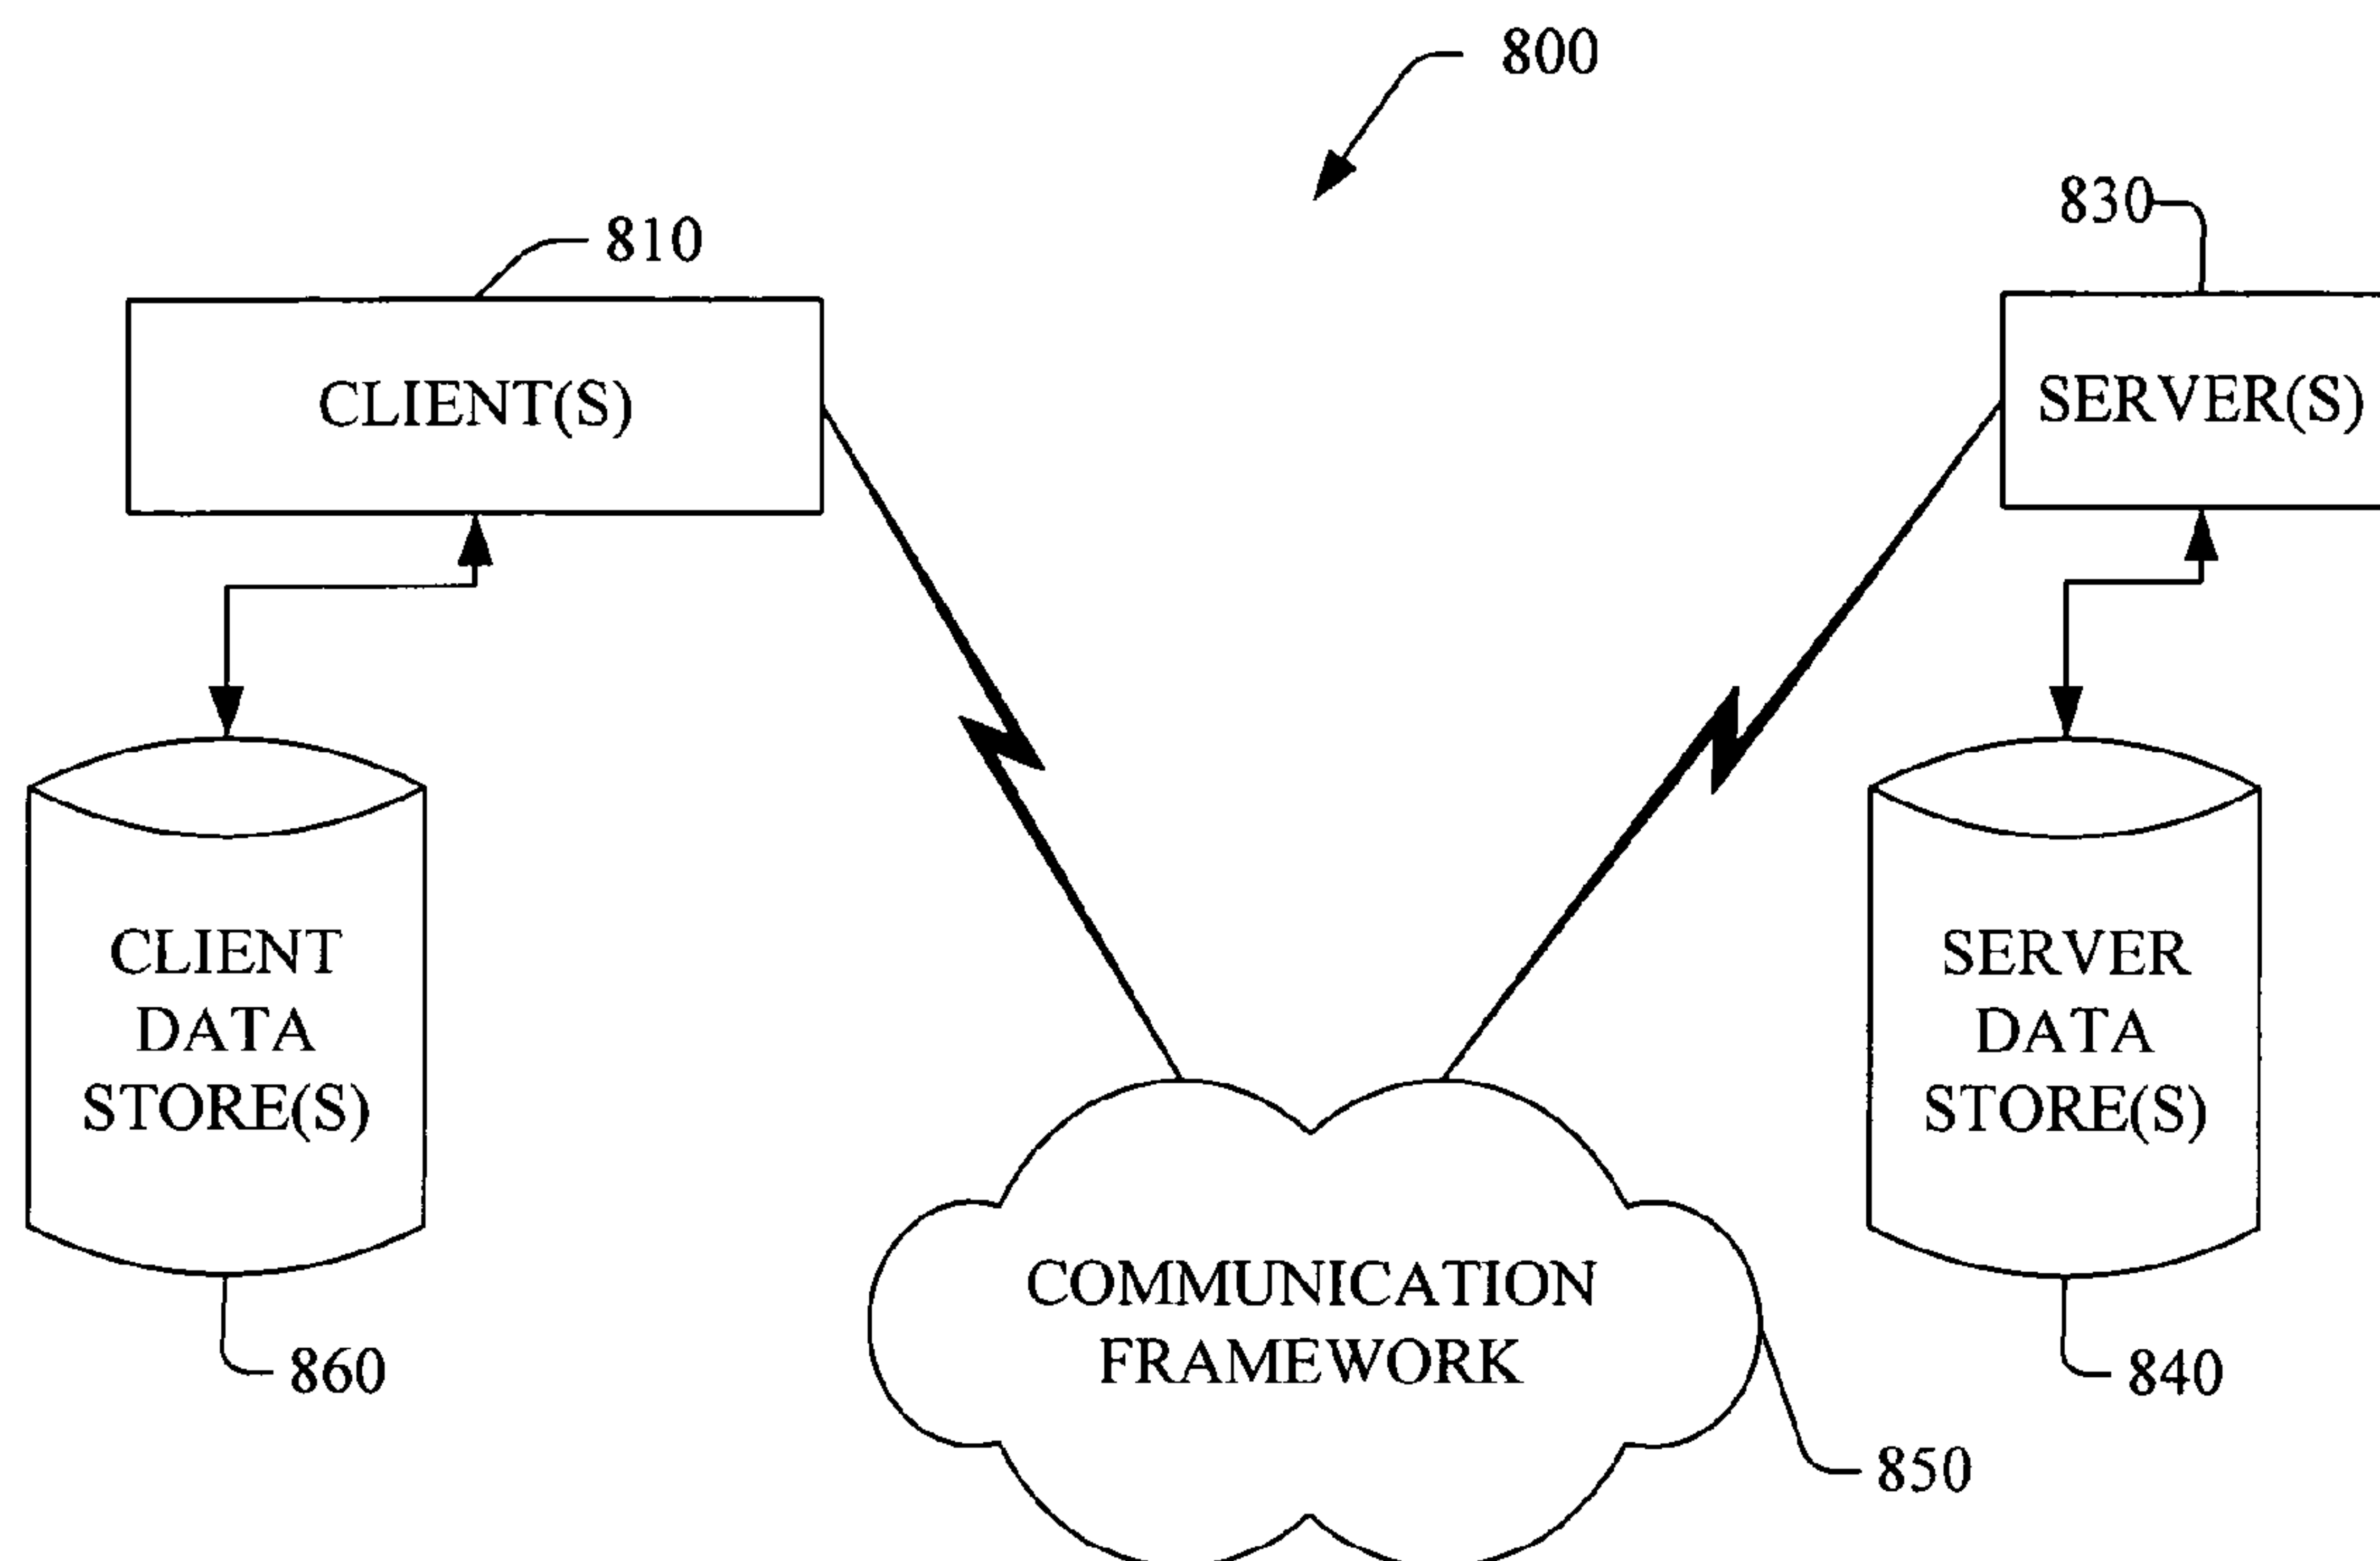 800
810
830
CLIENT(S)
SERVER(S)
CLIENT
DATA
STORE(S)
SERVER
DATA
STORE(S)
COMMUNICATION
FRAMEWORK
860
840
850